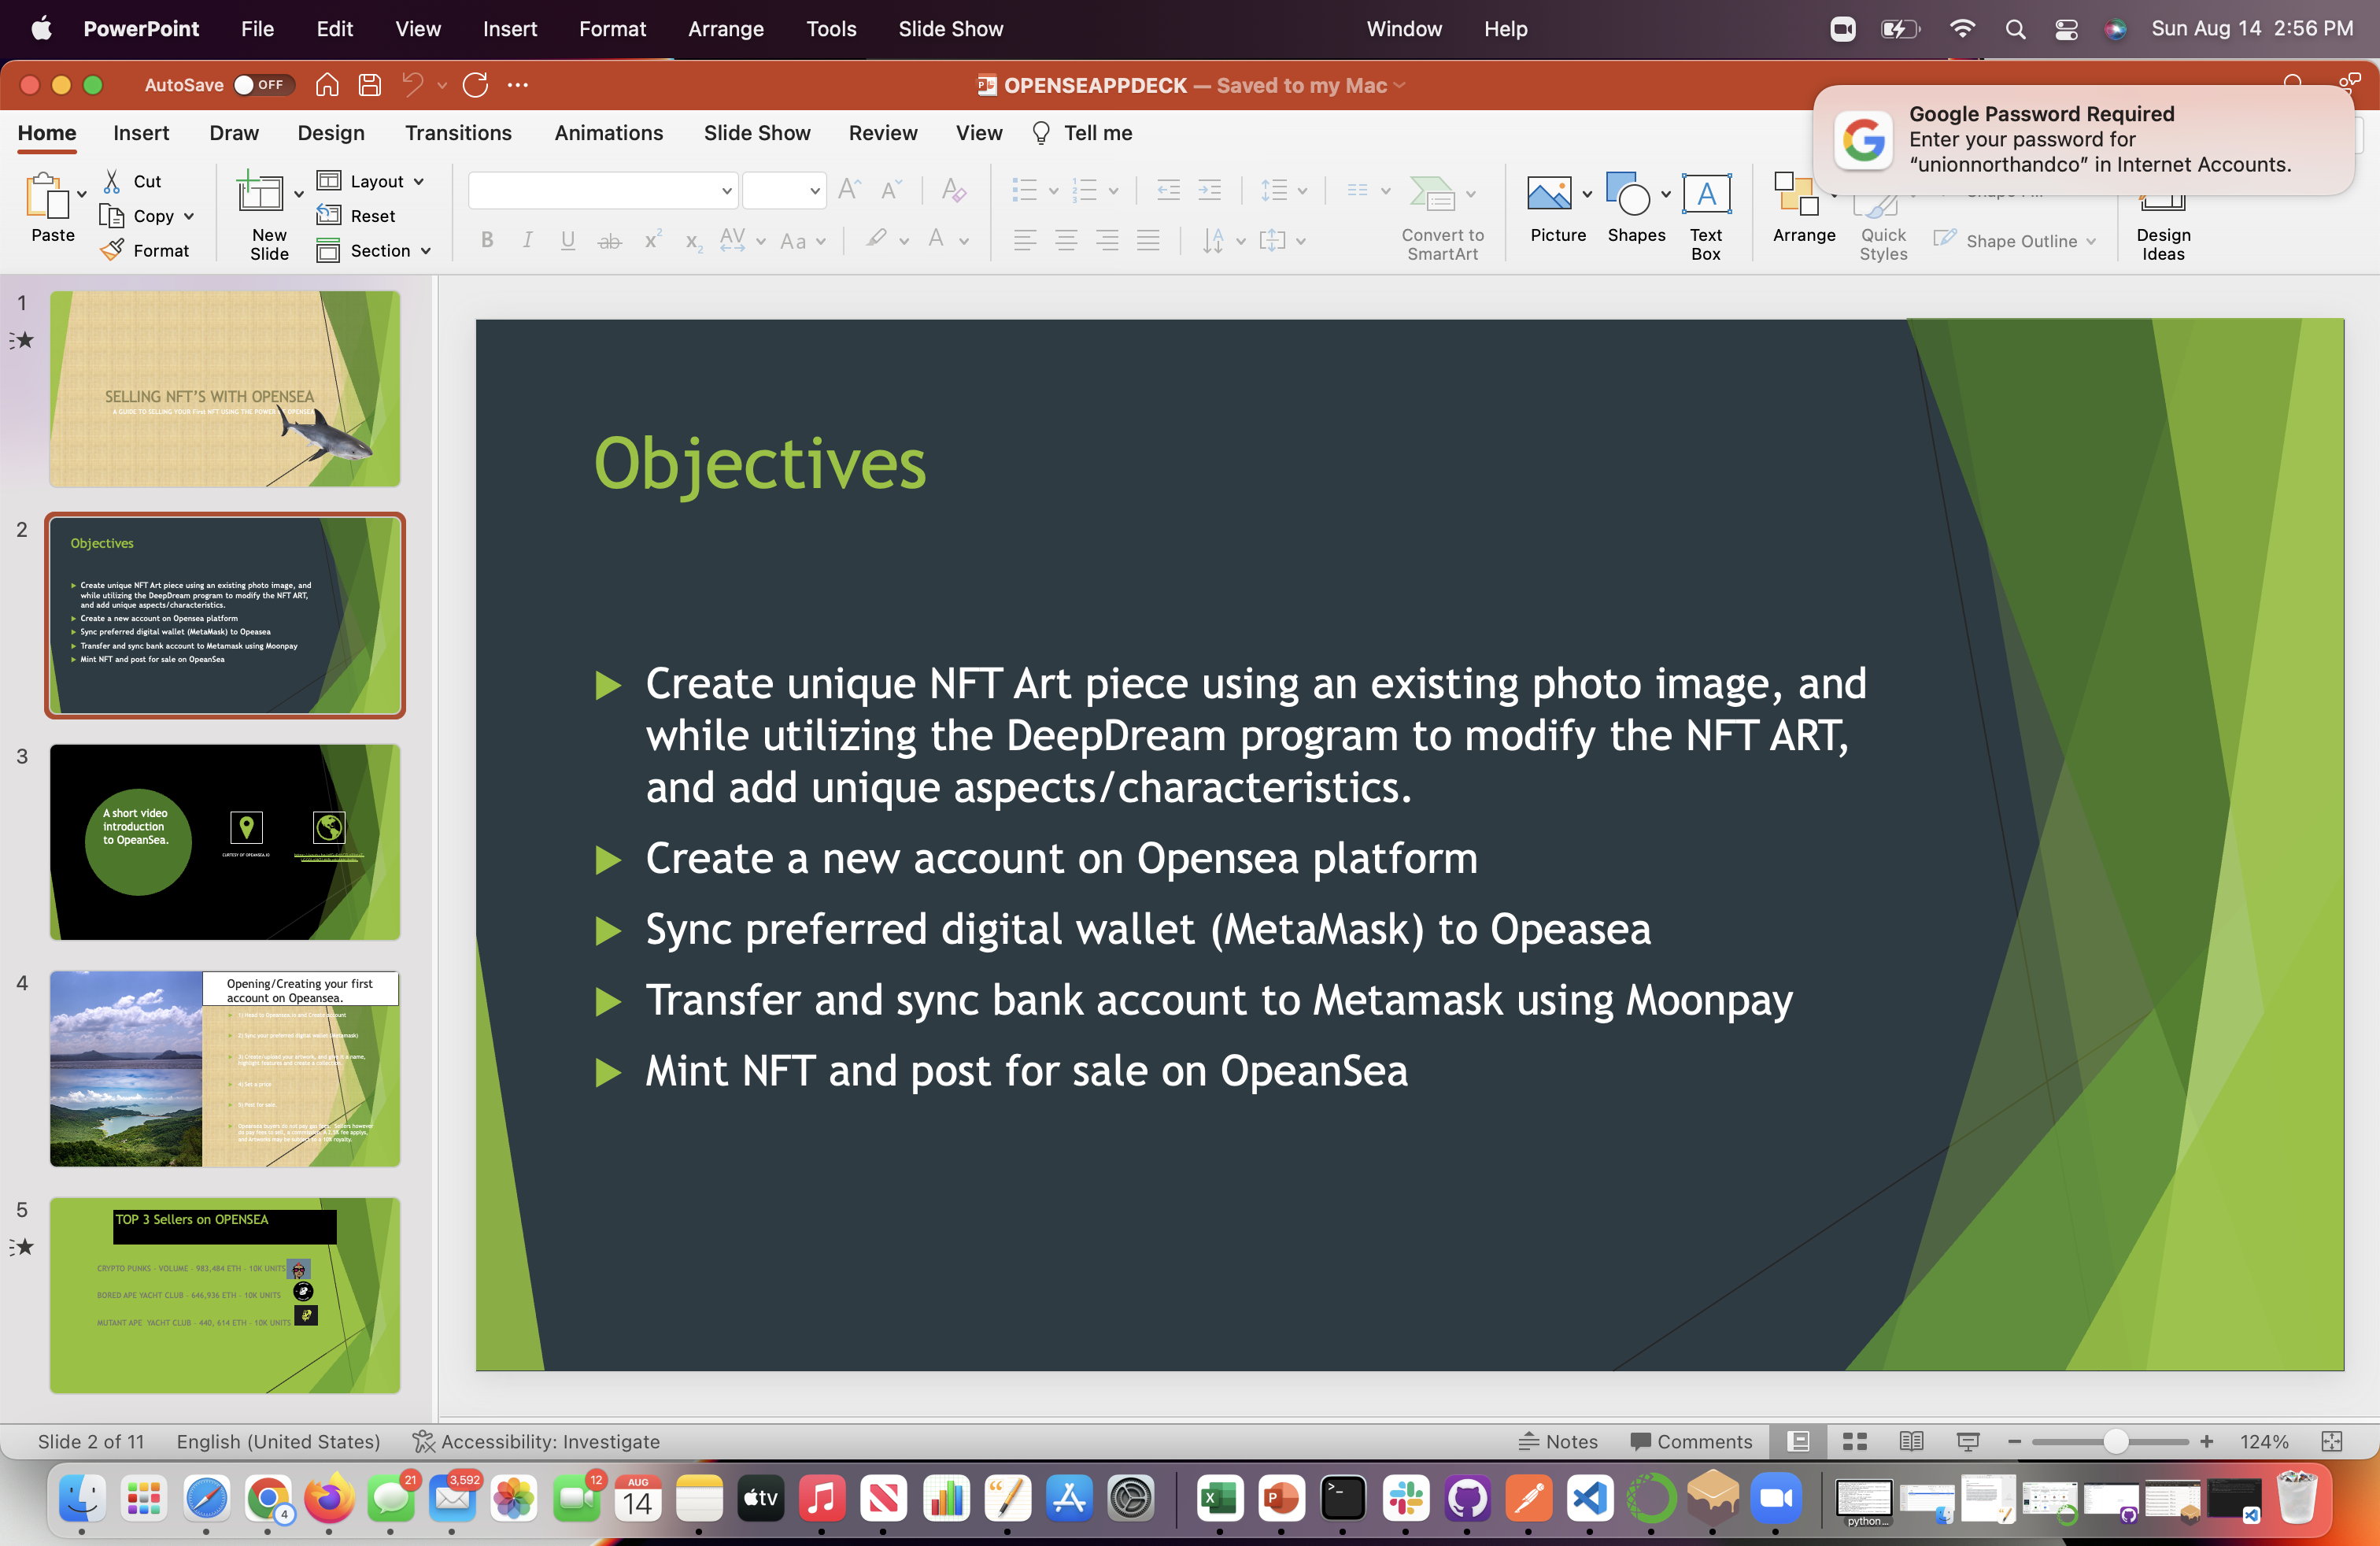 PowerPoint File Edit View Insert Format Arrange Tools Slide Show Window Help Sun Aug 14 2:56 PM
AutoSave OFF OPENSEAPPDECK — Saved to my Mac
Google Password Required
Enter your password for
“unionnorthandco” in Internet Accounts.
Home Insert Draw Design Transitions Animations Slide Show Review View Tell me
Paste
Cut
Copy
Format
New
Slide
Layout
Reset
Section
Convert to
SmartArt
Picture
Shapes
Text
Box
Arrange
Quick
Styles
Shape Outline
Design
Ideas
1
SELLING NFT’S WITH OPENSEA
A GUIDE TO SELLING YOUR First NFT USING THE POWER OF OPENSEA
2
Objectives
Create unique NFT Art piece using an existing photo image, and
while utilizing the DeepDream program to modify the NFT ART,
and add unique aspects/characteristics.
Create a new account on Opensea platform
Sync preferred digital wallet (MetaMask) to Opeasea
Transfer and sync bank account to Metamask using Moonpay
Mint NFT and post for sale on OpeanSea
3
A short video
introduction
to OpeanSea.
CURTESY OF OPEANSEA.IO
4
Opening/Creating your first
account on Opeansea.
4) Set a price
5) Post for sale
5
TOP 3 Sellers on OPENSEA
CRYPTO PUNKS - VOLUME - 983,484 ETH - 10K UNITS
BORED APE YACHT CLUB - 646,936 ETH - 10K UNITS
MUTANT APE YACHT CLUB - 440, 614 ETH - 10K UNITS
Objectives
Create unique NFT Art piece using an existing photo image, and
while utilizing the DeepDream program to modify the NFT ART,
and add unique aspects/characteristics.
Create a new account on Opensea platform
Sync preferred digital wallet (MetaMask) to Opeasea
Transfer and sync bank account to Metamask using Moonpay
Mint NFT and post for sale on OpeanSea
Slide 2 of 11 English (United States) Accessibility: Investigate Notes Comments 124%
4
21
3,592
12
AUG
14
tv
python...